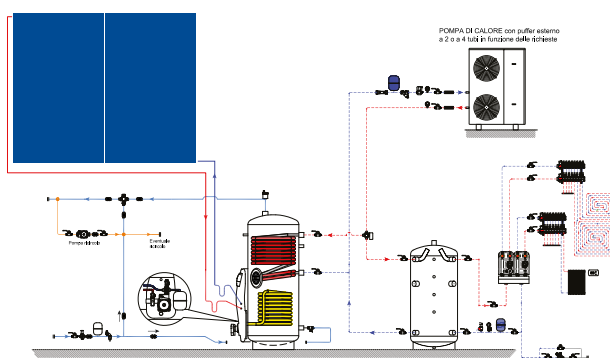 POMPA DI CALORE con puffer esterno
a 2 o a 4 tubi in funzione delle richieste
Pompa ricircolo
Eventuale
ricircolo